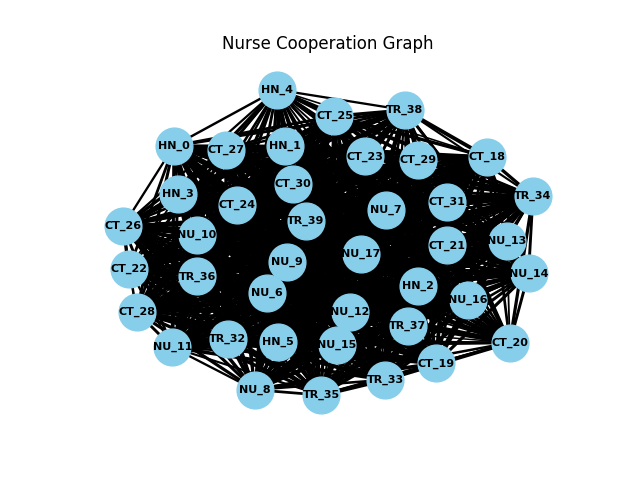 Nurse Cooperation Graph
HN_4
TR_38
CT_25
HN_0
CT_27
HN_1
CT_23
CT_29
CT_18
CT_30
HN_3
TR_34
CT_24
CT_31
NU_7
TR_39
CT_26
NU_10
NU_13
CT_21
NU_17
NU_9
CT_22
NU_14
TR_36
HN_2
NU_6
NU_16
CT_28
NU_12
TR_37
TR_32
HN_5
NU_15
CT_20
NU_11
CT_19
TR_33
NU_8
TR_35